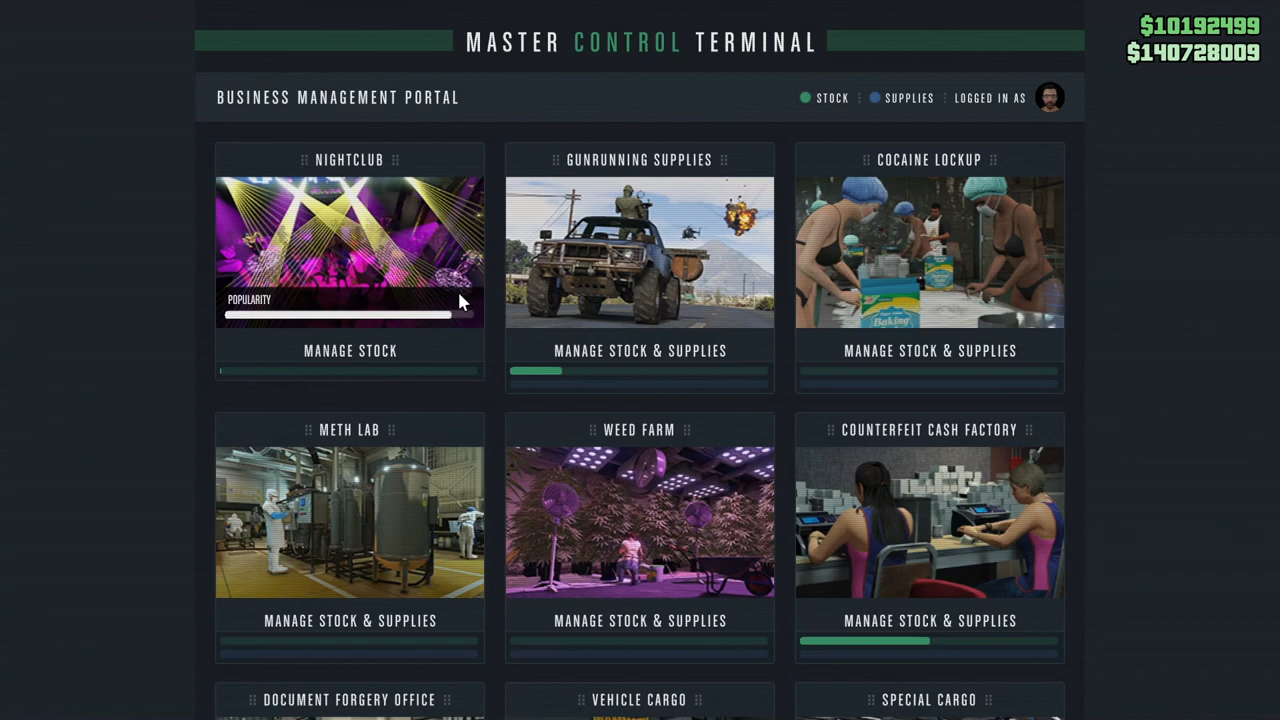 $10192499
$140728009
MASTER CONTROL TERMINAL
BUSINESS MANAGEMENT PORTAL
STOCK
SUPPLIES
LOGGED IN AS
NIGHTCLUB
GUNRUNNING SUPPLIES
COCAINE LOCKUP
POPULARITY
Baking
MANAGE STOCK
MANAGE STOCK & SUPPLIES
MANAGE STOCK & SUPPLIES
METH LAB
WEED FARM
COUNTERFEIT CASH FACTORY
MANAGE STOCK & SUPPLIES
MANAGE STOCK & SUPPLIES
MANAGE STOCK & SUPPLIES
DOCUMENT FORGERY OFFICE
VEHICLE CARGO
SPECIAL CARGO